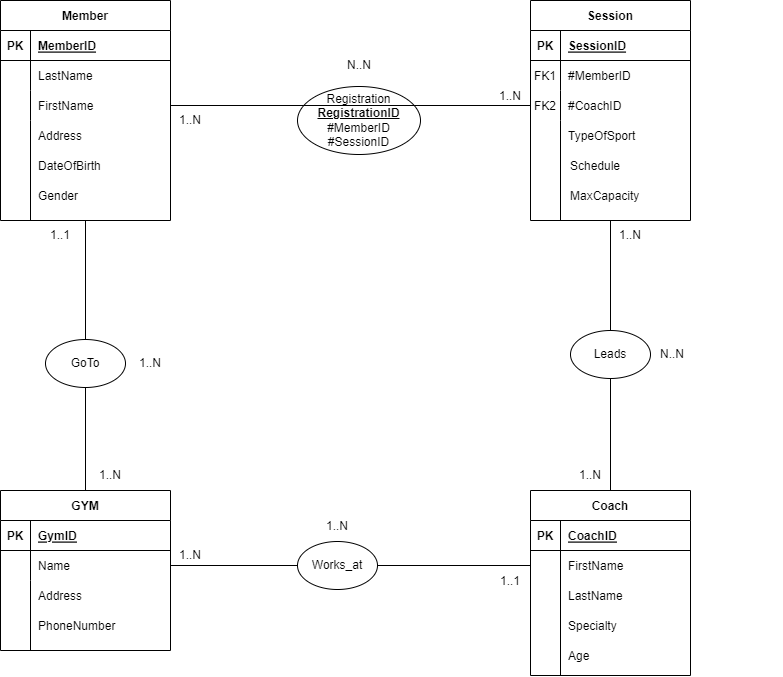 Member
PK MemberID
LastName
FirstName
Address
DateOfBirth
Gender
1..1
1..N
N..N
Registration
RegistrationID
#MemberID
#SessionID
1..N
Session
PK SessionID
FK1 #MemberID
FK2 #CoachID
TypeOfSport
Schedule
MaxCapacity
1..N
GoTo
1..N
1..N
Leads
N..N
1..N
GYM
PK GymID
Name
Address
PhoneNumber
1..N
1..N
Works_at
1..1
Coach
PK CoachID
FirstName
LastName
Specialty
Age